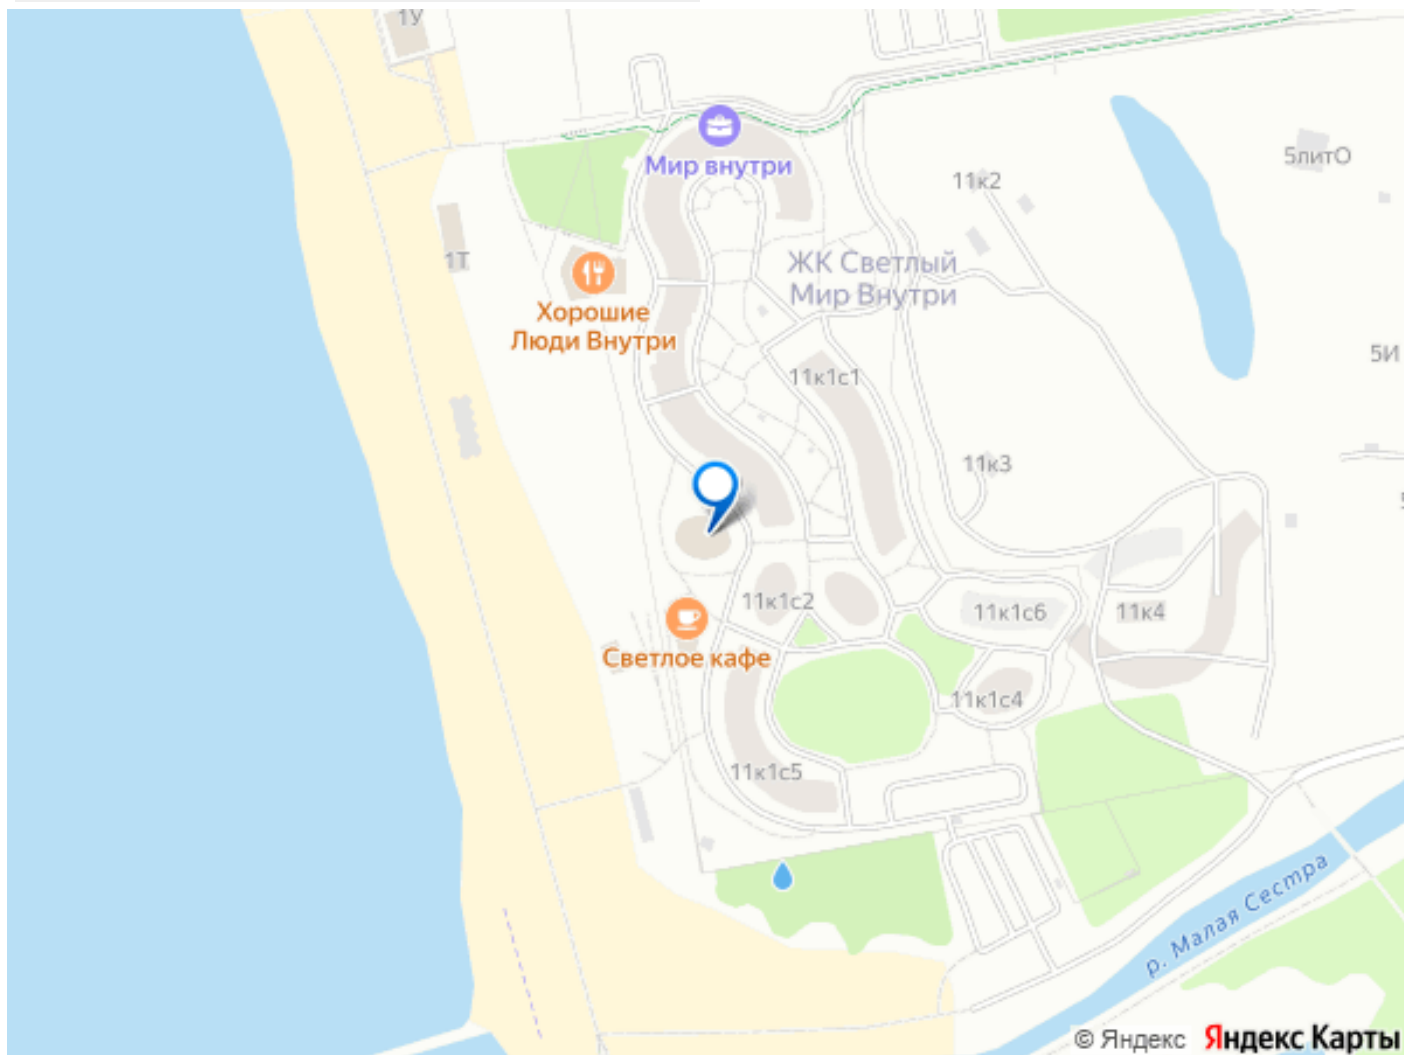 1У
Мир внутри
5литО
11к2
1Т
ЖК Светлый
Мир Внутри
Хорошие
Люди Внутри
5И
11к1с1
11к3
11к1с2
11к1с6
11к4
Светлое кафе
11к1с4
11к1с5
р. Малая Сестра
© Яндекс Яндекс Карты